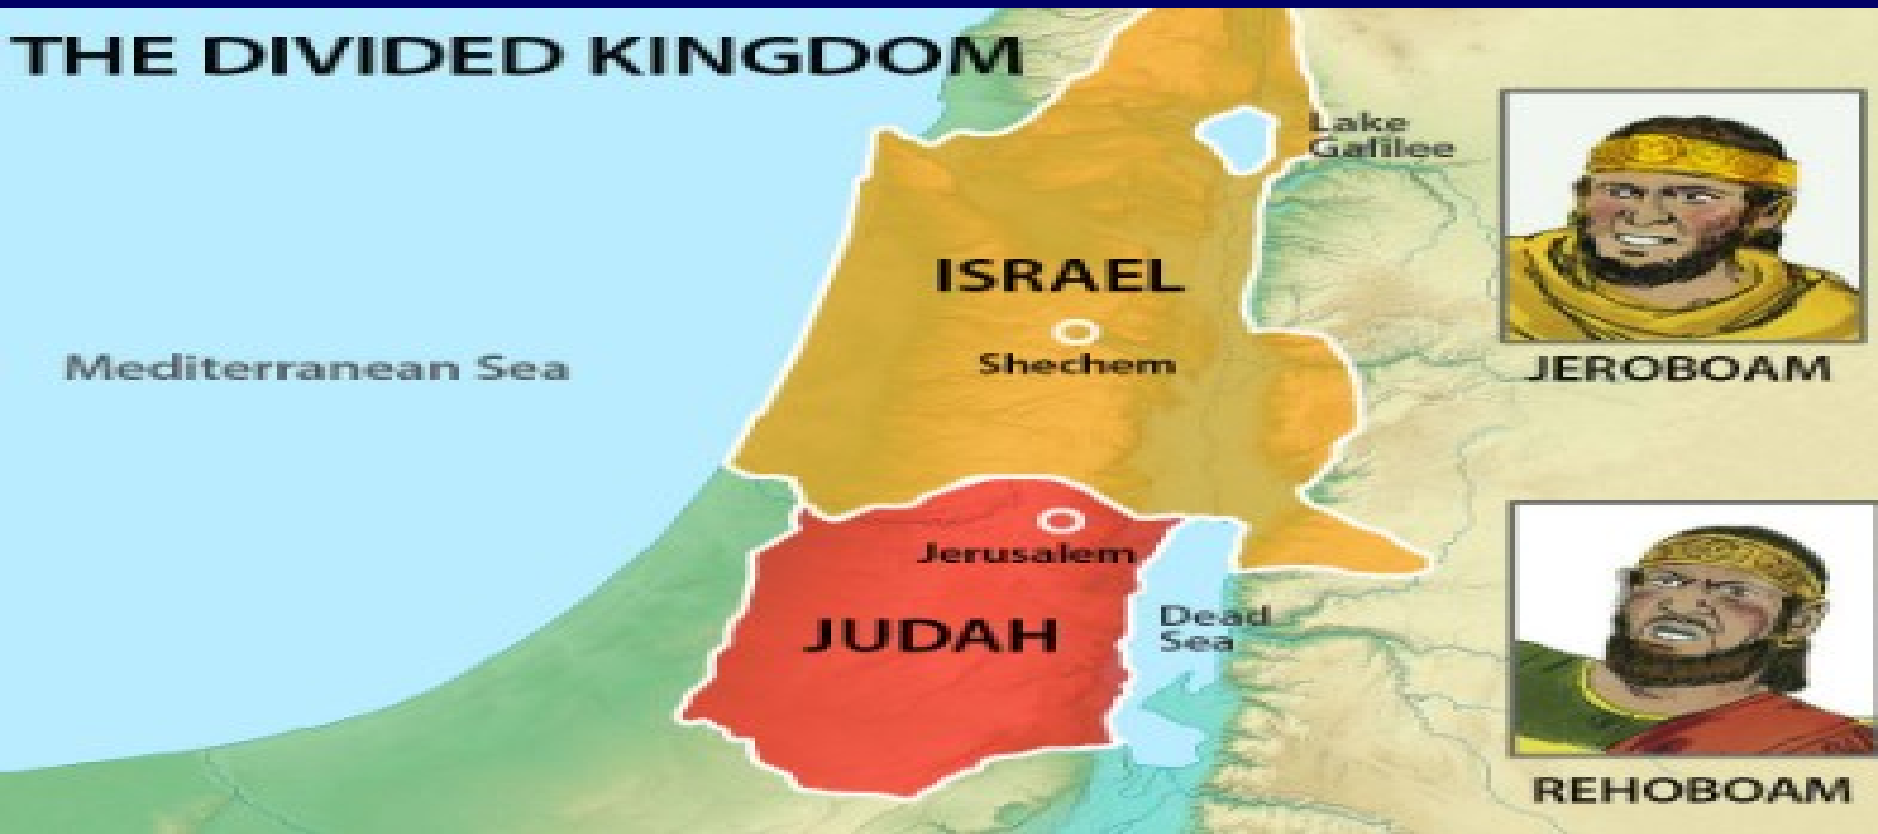 THE DIVIDED KINGDOM
Lake
Galilee
ISRAEL
Shechem
Mediterranean Sea
JEROBOAM
Jerusalem
JUDAH
Dead
Sea
REHOBOAM